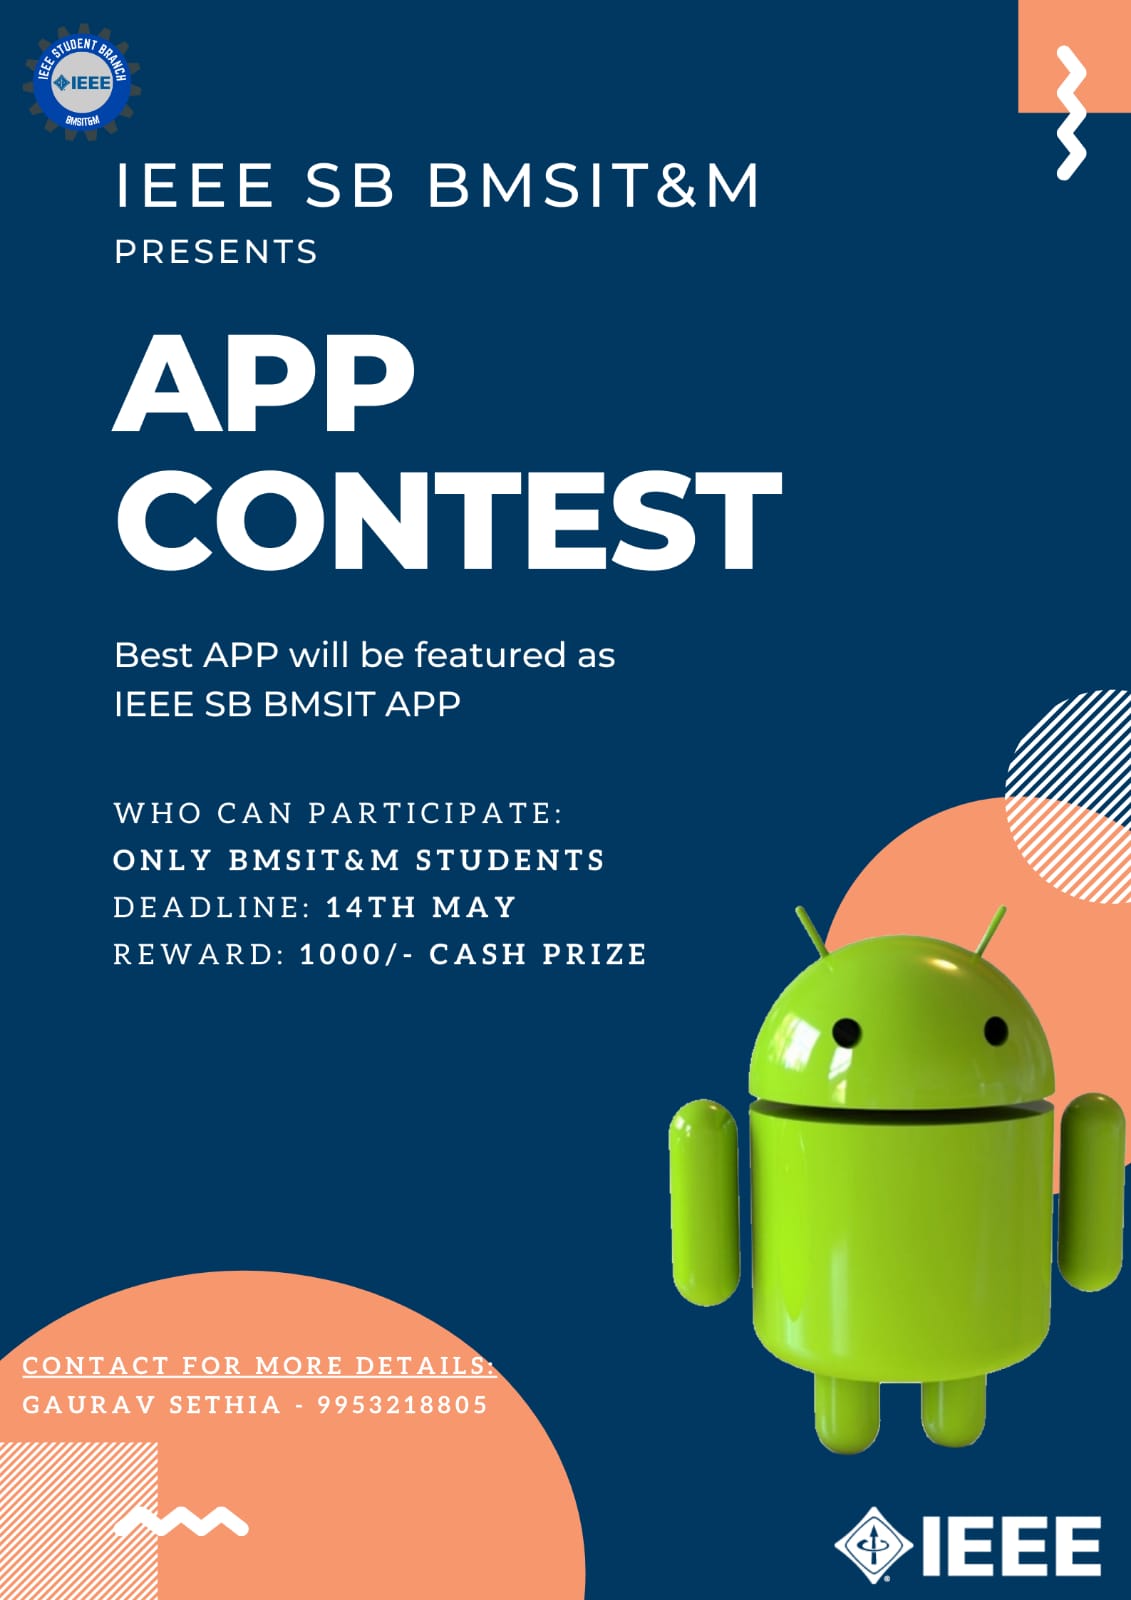 IEEE STUDENT BRANCH
IEEE
BMSIT&M
IEEE SB BMSIT&M
PRESENTS
APP
CONTEST
Best APP will be featured as
IEEE SB BMSIT APP
WHO CAN PARTICIPATE:
ONLY BMSIT&M STUDENTS
DEADLINE: 14TH MAY
REWARD: 1000/- CASH PRIZE
CONTACT FOR MORE DETAILS:
GAURAV SETHIA - 9953218805
IEEE